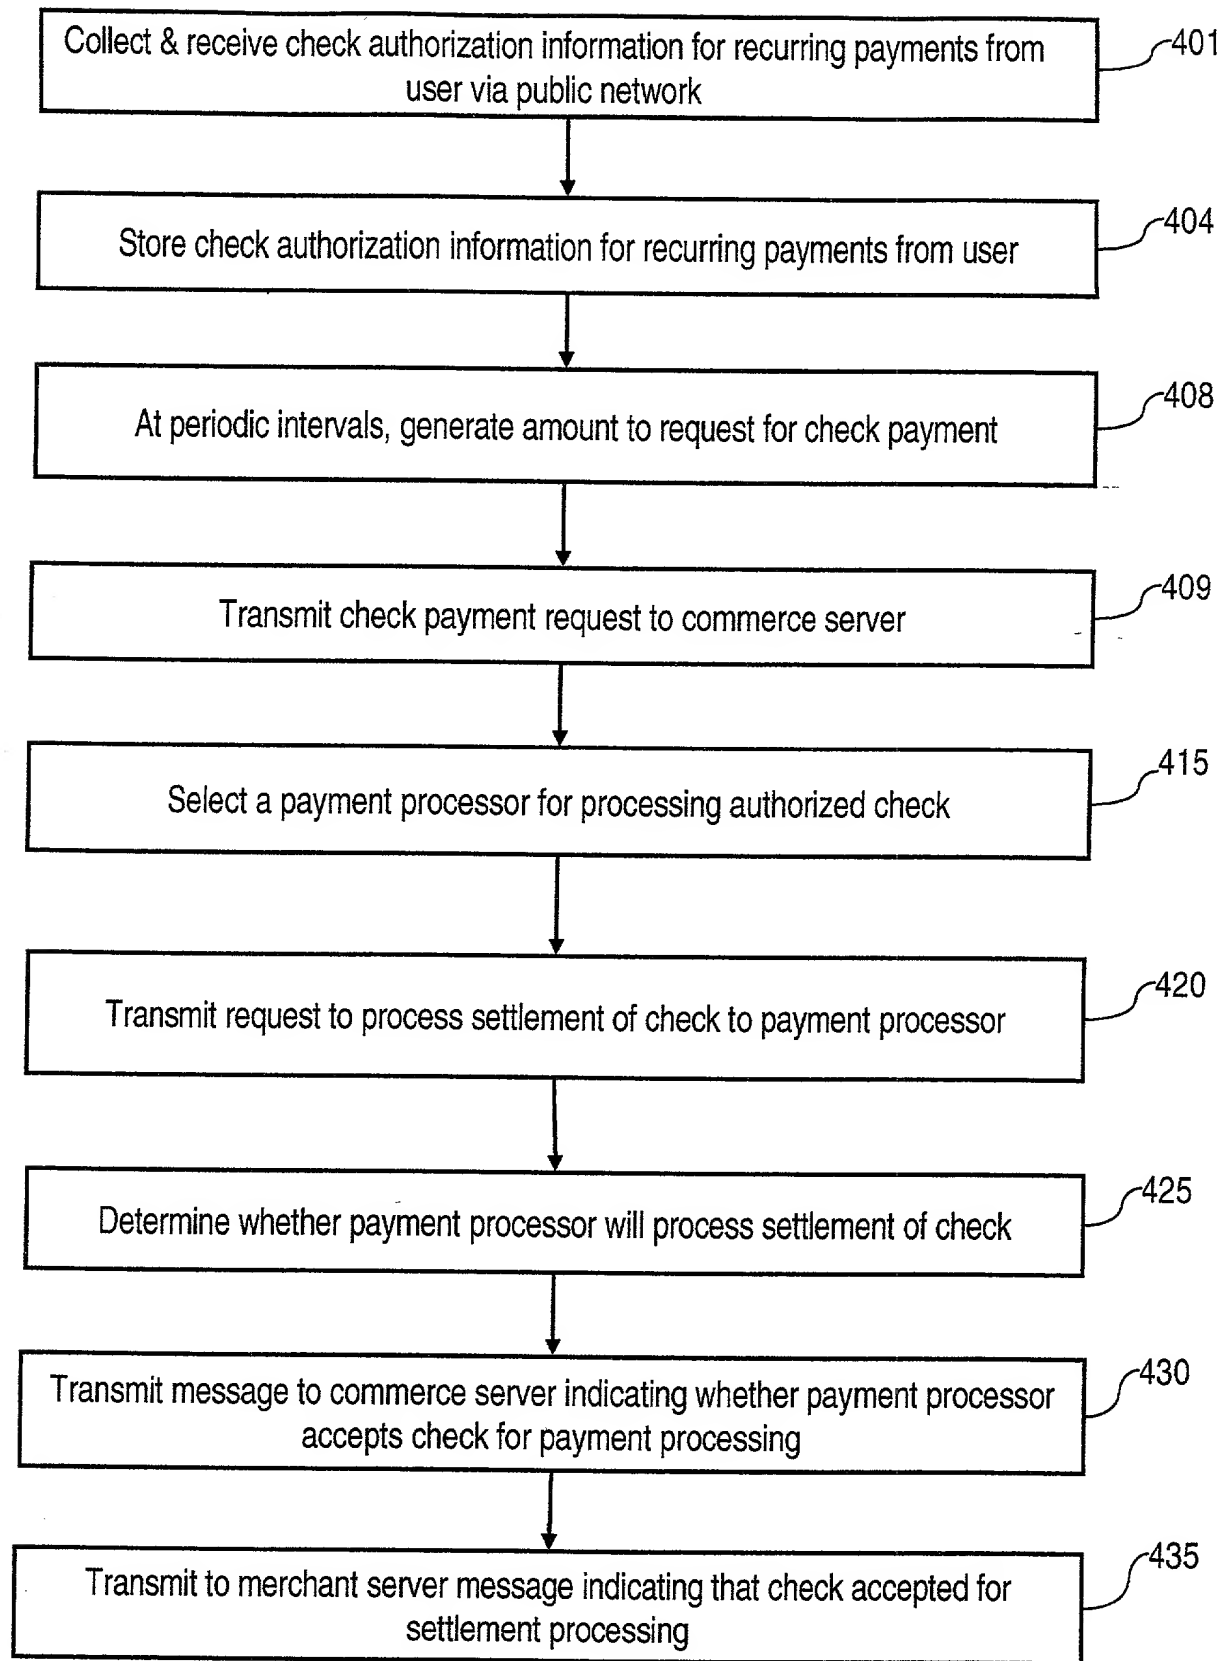 Collect & receive check authorization information for recurring payments from
user via public network
401
Store check authorization information for recurring payments from user
404
At periodic intervals, generate amount to request for check payment
408
Transmit check payment request to commerce server
409
Select a payment processor for processing authorized check
415
Transmit request to process settlement of check to payment processor
420
Determine whether payment processor will process settlement of check
425
Transmit message to commerce server indicating whether payment processor
accepts check for payment processing
430
Transmit to merchant server message indicating that check accepted for
settlement processing
435